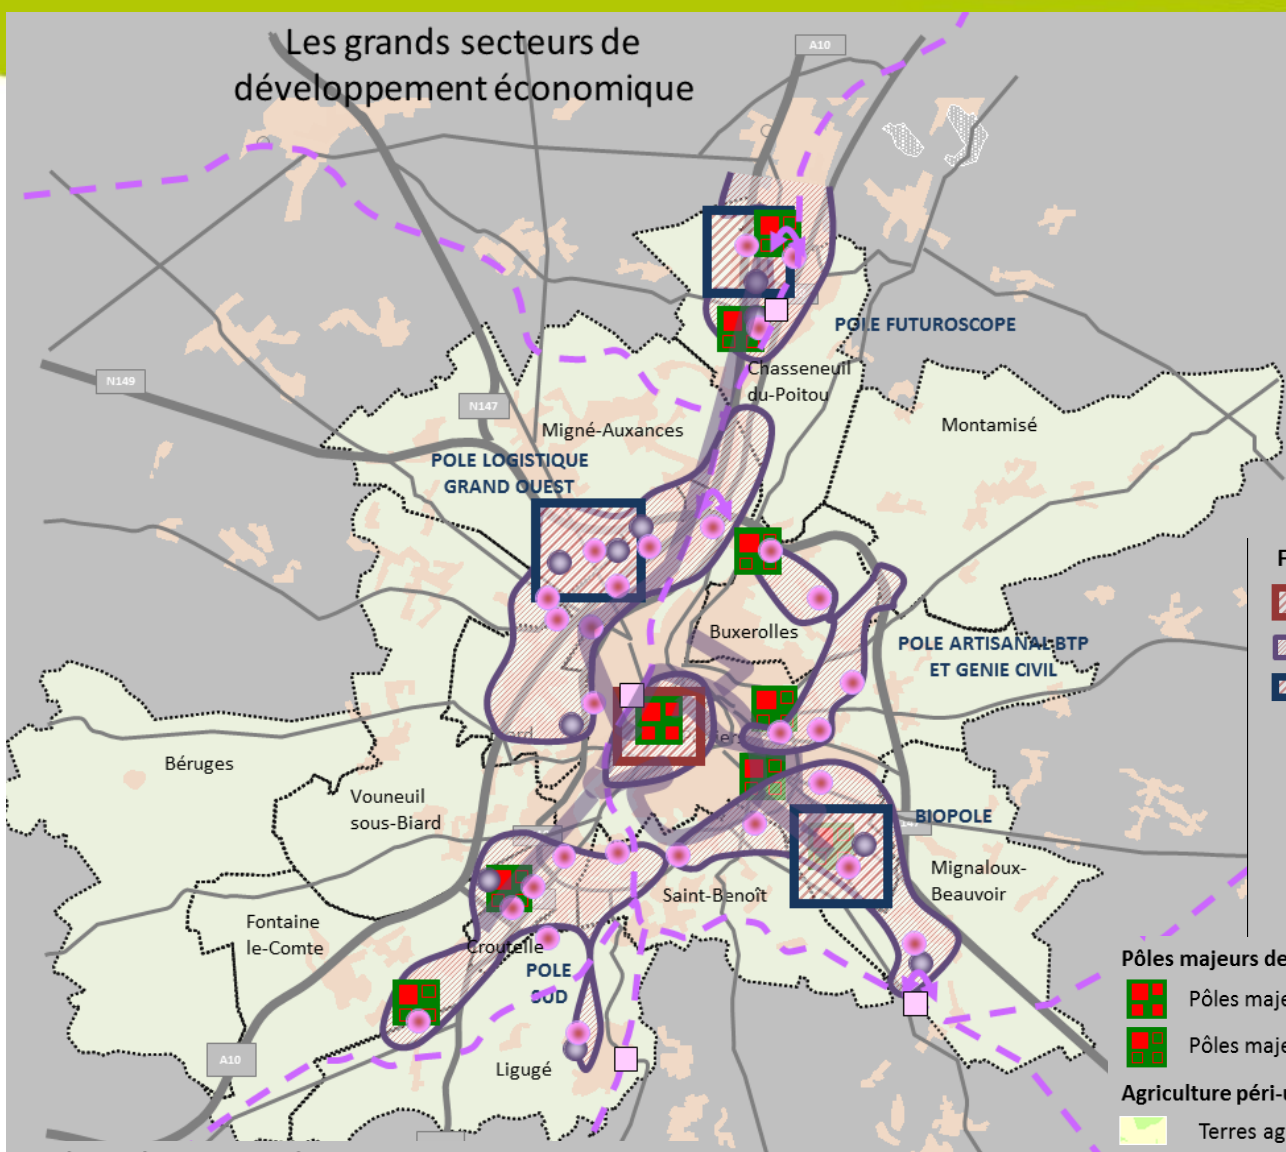 Les grands secteurs de
développement économique
A10
POLE FUTUROSCOPE
Chasseneuil
du-Poitou
N149
N147
Migné-Auxances
Montamisé
POLE LOGISTIQUE
GRAND OUEST
Buxerolles
POLE ARTISANAL BTP
ET GENIE CIVIL
Béruges
Vouneuil
sous-Biard
BIOPOLE
Mignaloux-
Beauvoir
Saint-Benoît
Fontaine
le-Comte
Croutelle
POLE
SUD
Ligugé
A10
Pôles majeurs de
Pôles maje
Pôles maje
Agriculture péri-u
Terres ag